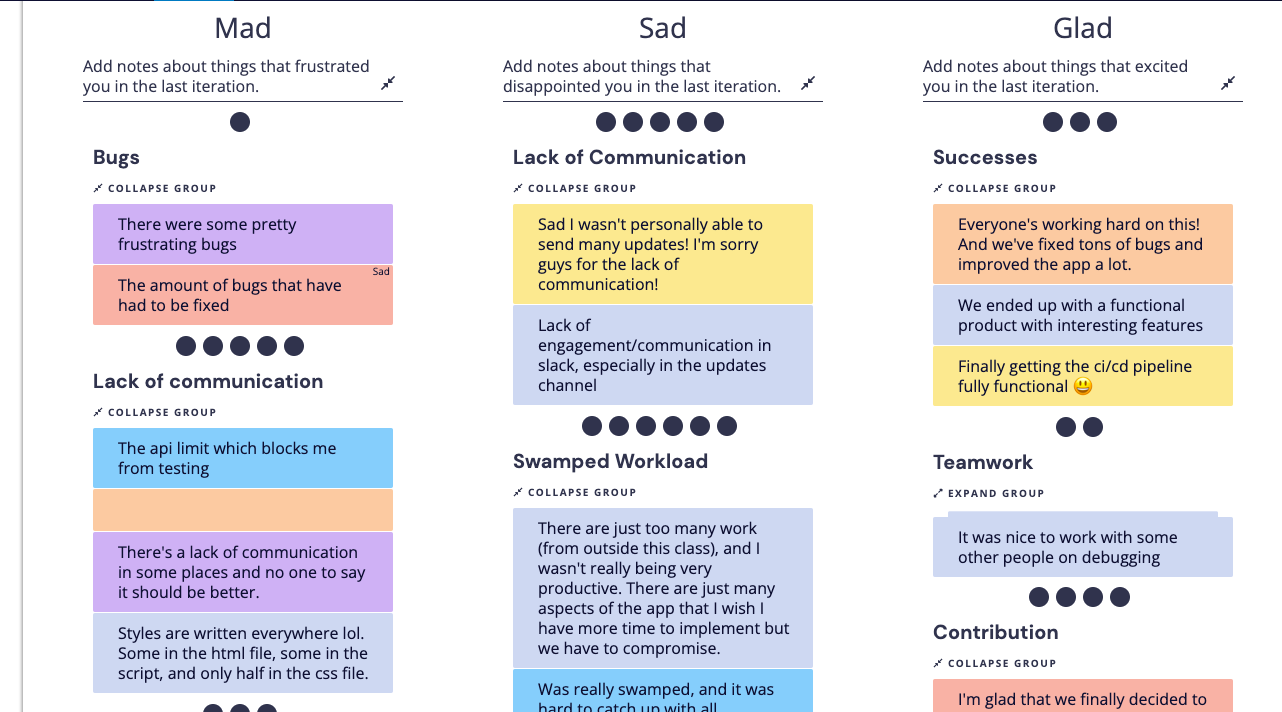 Mad
Add notes about things that frustrated
you in the last iteration.
Bugs
COLLAPSE GROUP
There were some pretty
frustrating bugs
Sad
The amount of bugs that have
had to be fixed
Lack of communication
COLLAPSE GROUP
The api limit which blocks me
from testing
There's a lack of communication
in some places and no one to say
it should be better.
Styles are written everywhere lol.
Some in the html file, some in the
script, and only half in the css file.
Sad
Add notes about things that
disappointed you in the last iteration.
Lack of Communication
COLLAPSE GROUP
Sad I wasn't personally able to
send many updates! I'm sorry
guys for the lack of
communication!
Lack of
engagement/communication in
slack, especially in the updates
channel
Swamped Workload
COLLAPSE GROUP
There are just too many work
(from outside this class), and I
wasn't really being very
productive. There are just many
aspects of the app that I wish I
have more time to implement but
we have to compromise.
Was really swamped, and it was
hard to catch up with all
Glad
Add notes about things that excited
you in the last iteration.
Successes
COLLAPSE GROUP
Everyone's working hard on this!
And we've fixed tons of bugs and
improved the app a lot.
We ended up with a functional
product with interesting features
Finally getting the ci/cd pipeline
fully functional 😃
Teamwork
EXPAND GROUP
It was nice to work with some
other people on debugging
Contribution
COLLAPSE GROUP
I'm glad that we finally decided to